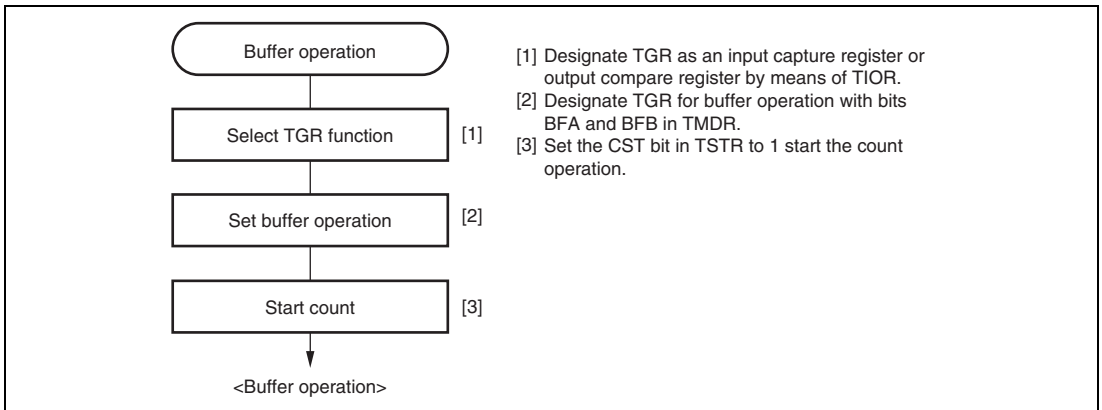 Buffer operation
Select TGR function
[1]
Set buffer operation
[2]
Start count
[3]
<Buffer operation>
[1] Designate TGR as an input capture register or
output compare register by means of TIOR.
[2] Designate TGR for buffer operation with bits
BFA and BFB in TMDR.
[3] Set the CST bit in TSTR to 1 start the count
operation.